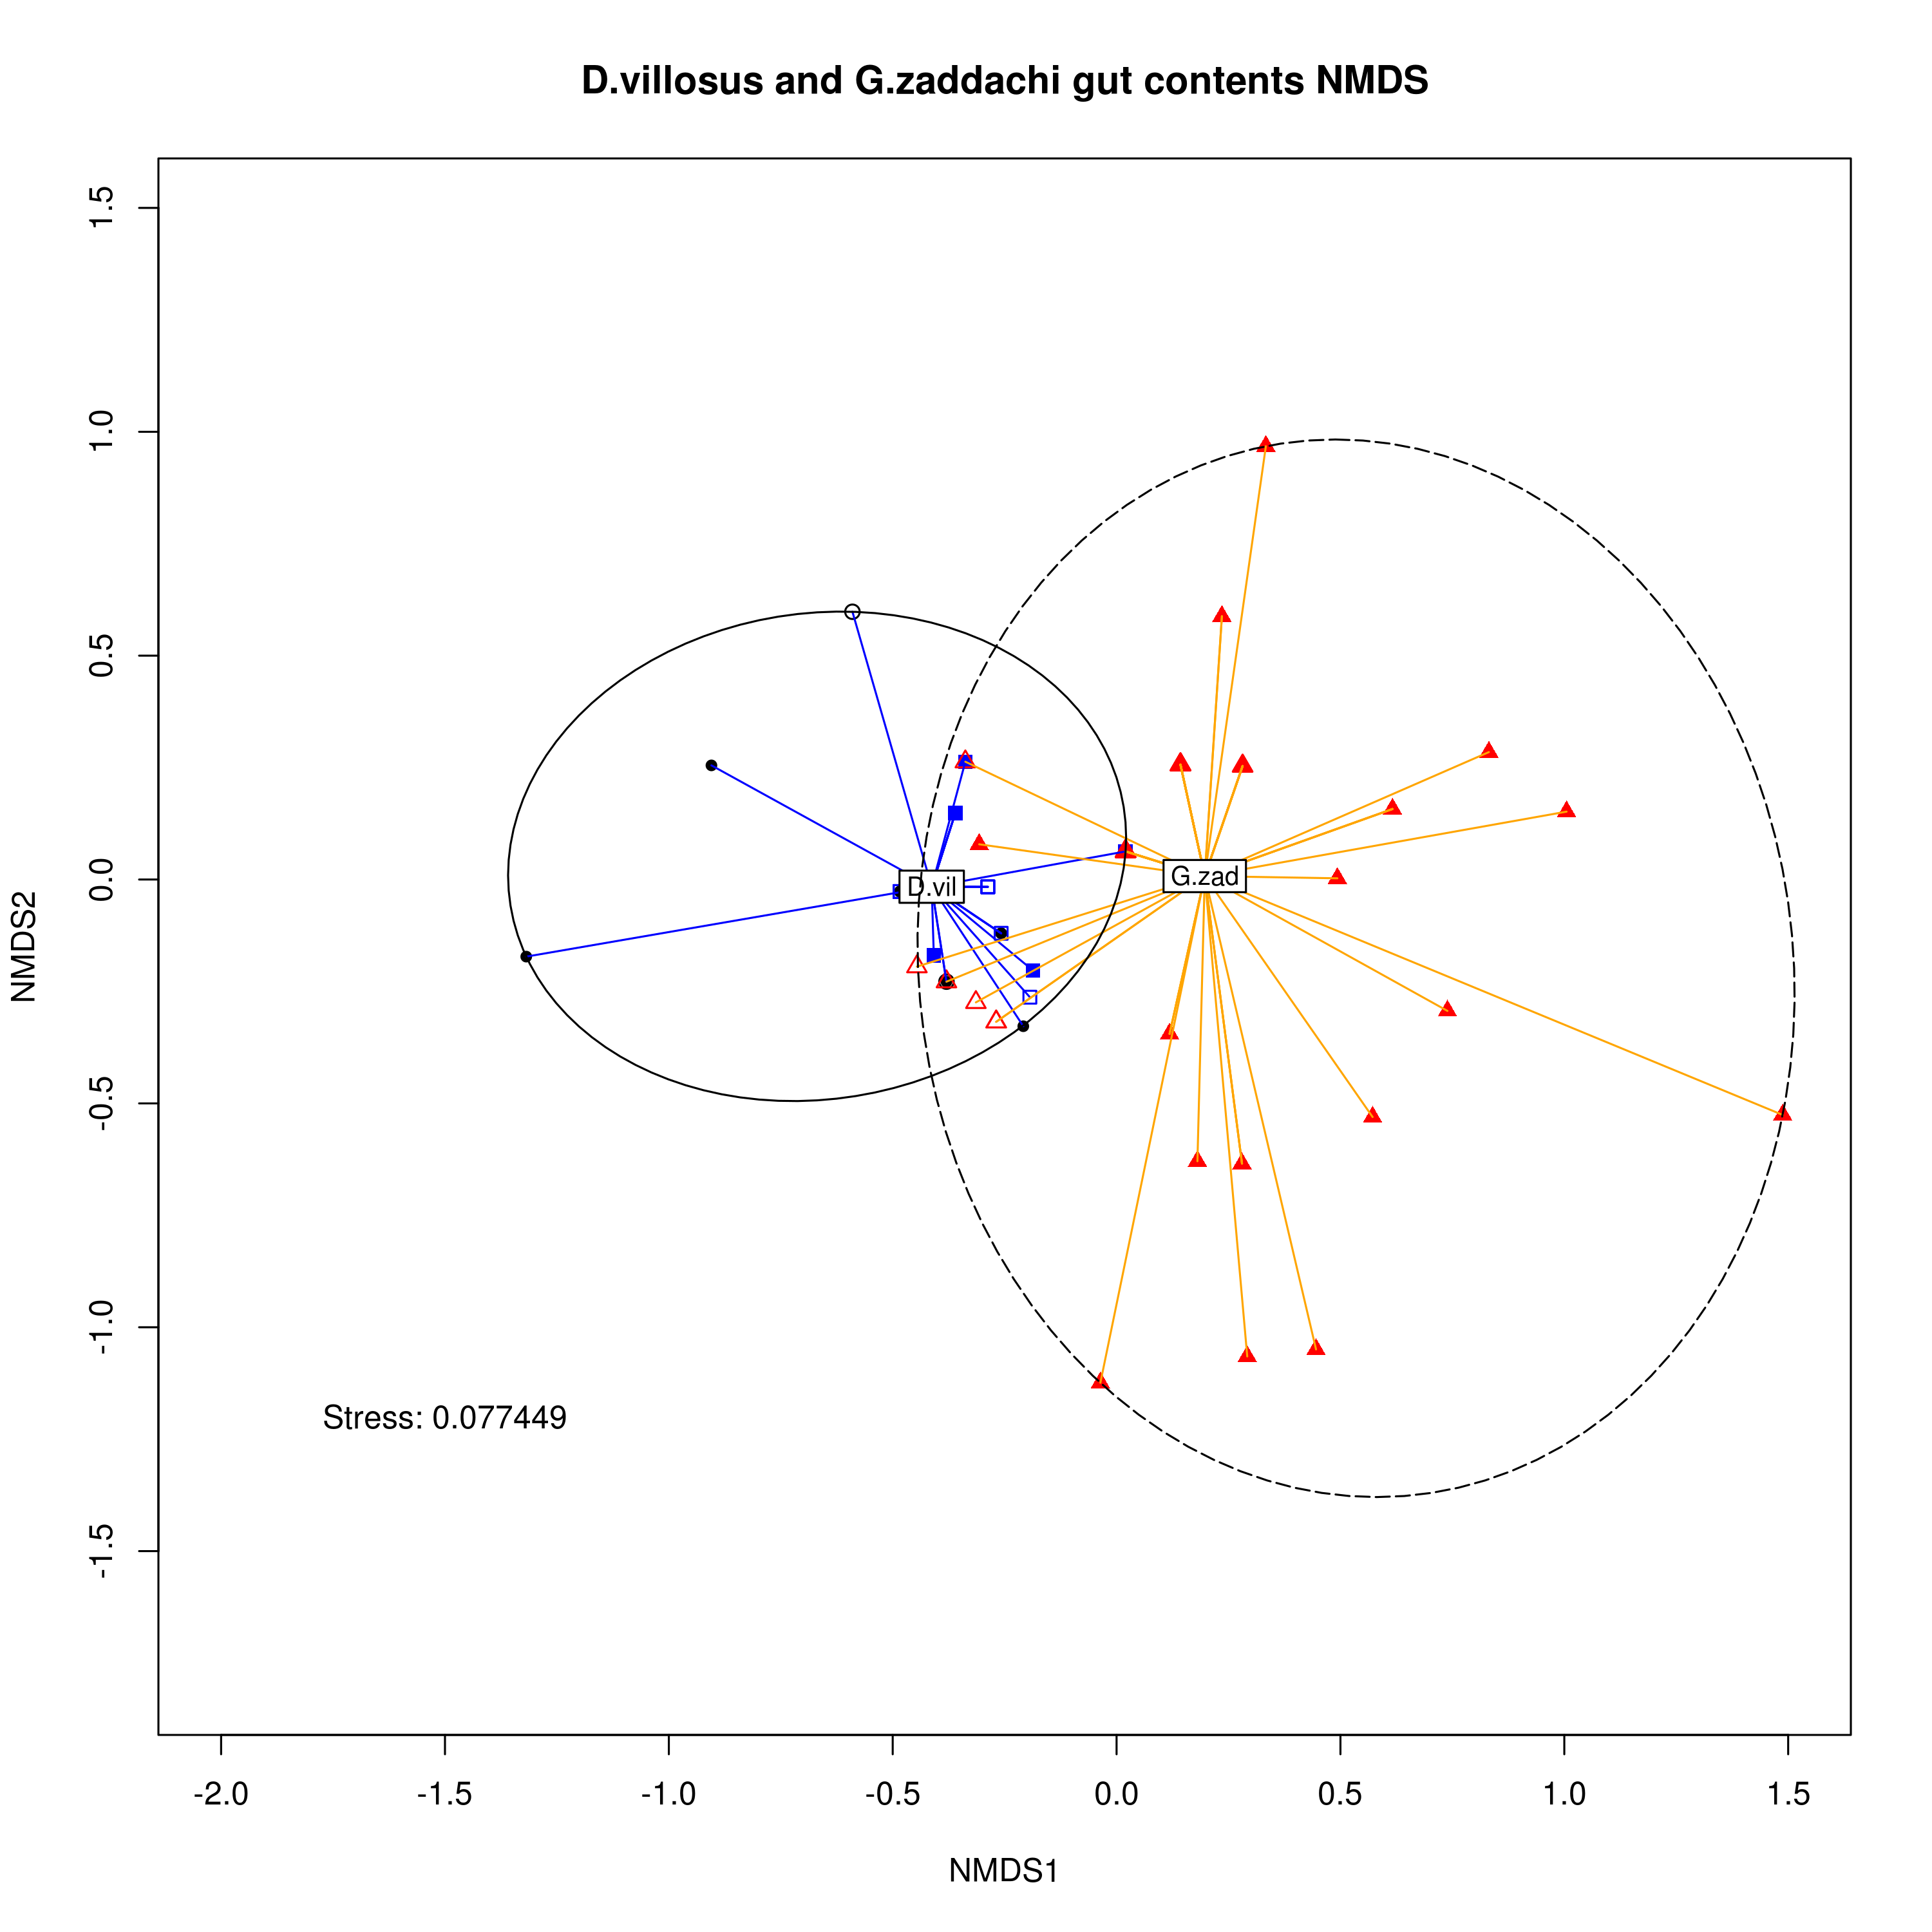 D.villosus and G.zaddachi gut contents NMDS
1.5
1.0
0.5
0.0
-0.5
-1.0
-1.5
NMDS2
D.vil
G.zad
Stress: 0.077449
-2.0 -1.5 -1.0 -0.5 0.0 0.5 1.0 1.5
NMDS1